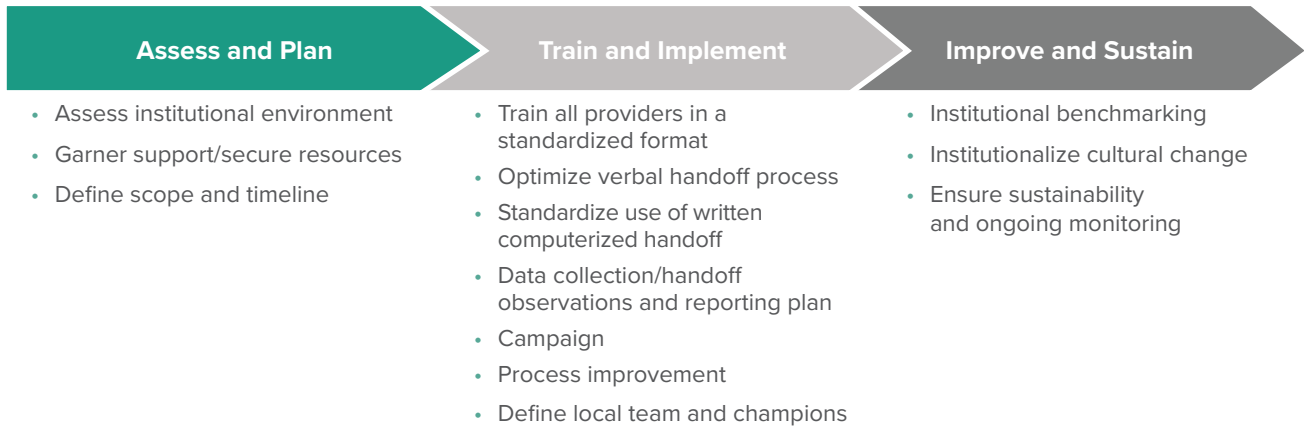 Assess and Plan
• Assess institutional environment
• Garner support/secure resources
• Define scope and timeline
Train and Implement
• Train all providers in a
standardized format
• Optimize verbal handoff process
• Standardize use of written
computerized handoff
• Data collection/handoff
observations and reporting plan
• Campaign
• Process improvement
• Define local team and champions
Improve and Sustain
• Institutional benchmarking
• Institutionalize cultural change
• Ensure sustainability
and ongoing monitoring